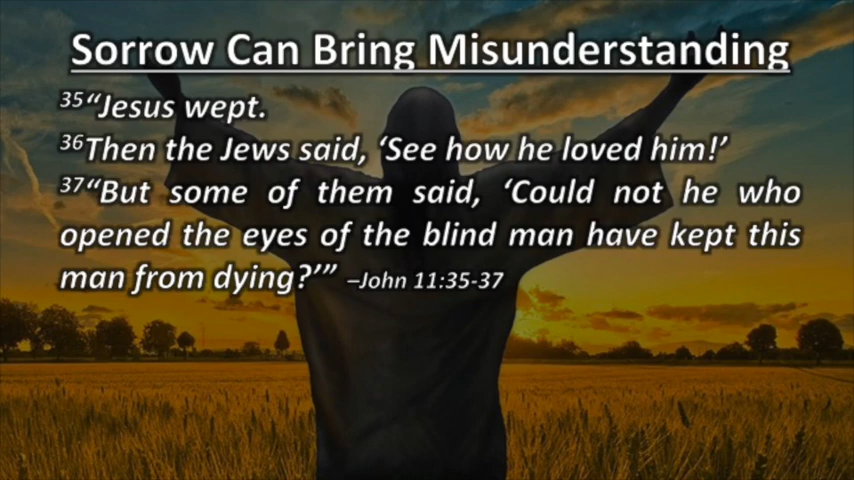 Sorrow Can Bring Misunderstanding
³⁵“Jesus wept.
³⁶Then the Jews said, ‘See how he loved him!’
³⁷“But some of them said, ‘Could not he who
opened the eyes of the blind man have kept this
man from dying?’” –John 11:35-37